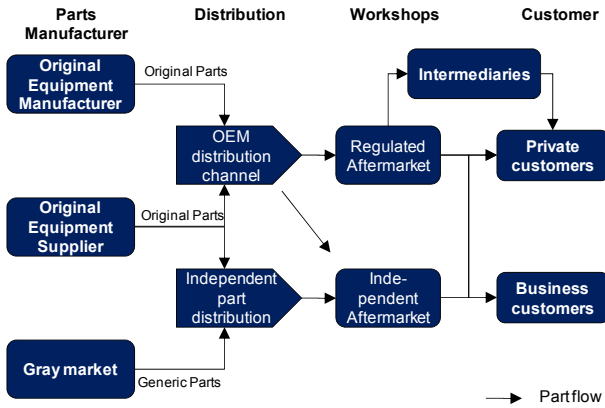 Parts
Manufacturer
Distribution
Workshops
Customer
Original
Equipment
Manufacturer
Original Parts
Intermediaries
OEM
distribution
channel
Regulated
Aftermarket
Private
customers
Original
Equipment
Supplier
Original Parts
Independent
part
distribution
Inde-
pendent
Aftermarket
Business
customers
Gray market
Generic Parts
Part flow